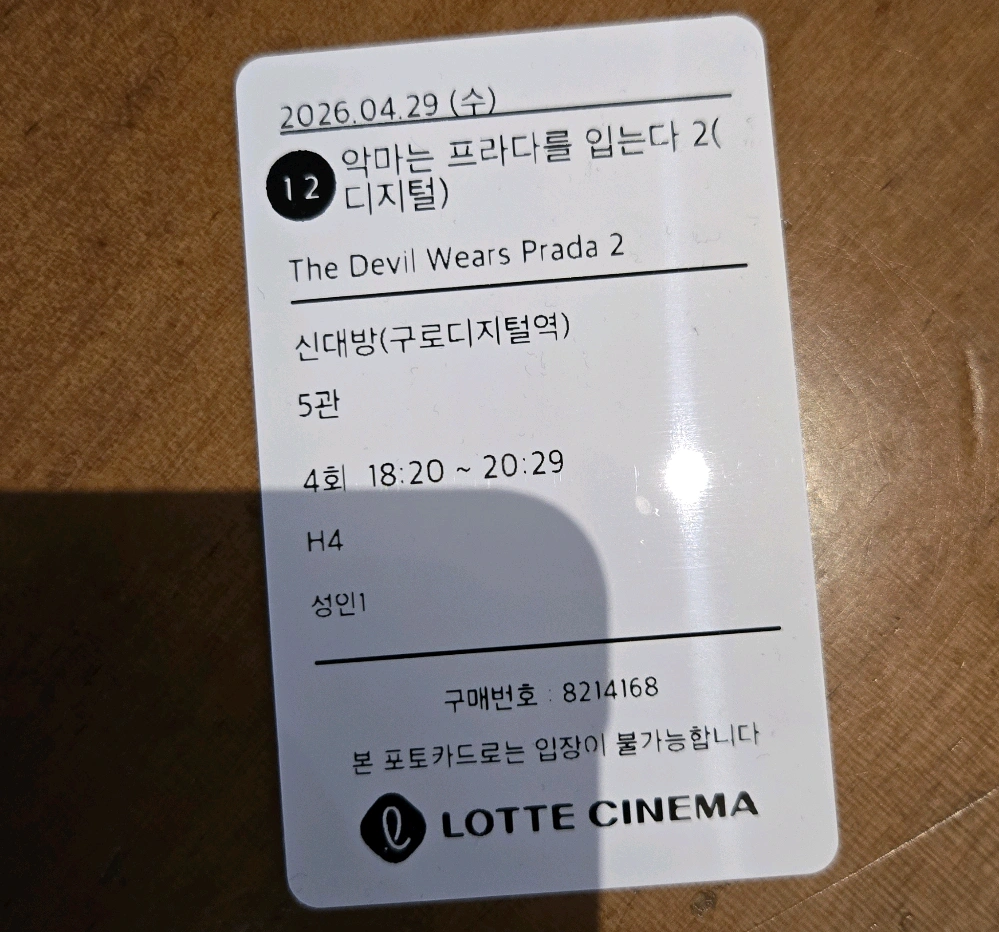 2026.04.29 (수)
12 악마는 프라다를 입는다 2(
디지털)
The Devil Wears Prada 2
신대방(구로디지털역)
5관
4회 18:20 ~ 20:29
H4
성인1
구매번호 : 8214168
본 포토카드로는 입장이 불가능합니다
LOTTE CINEMA